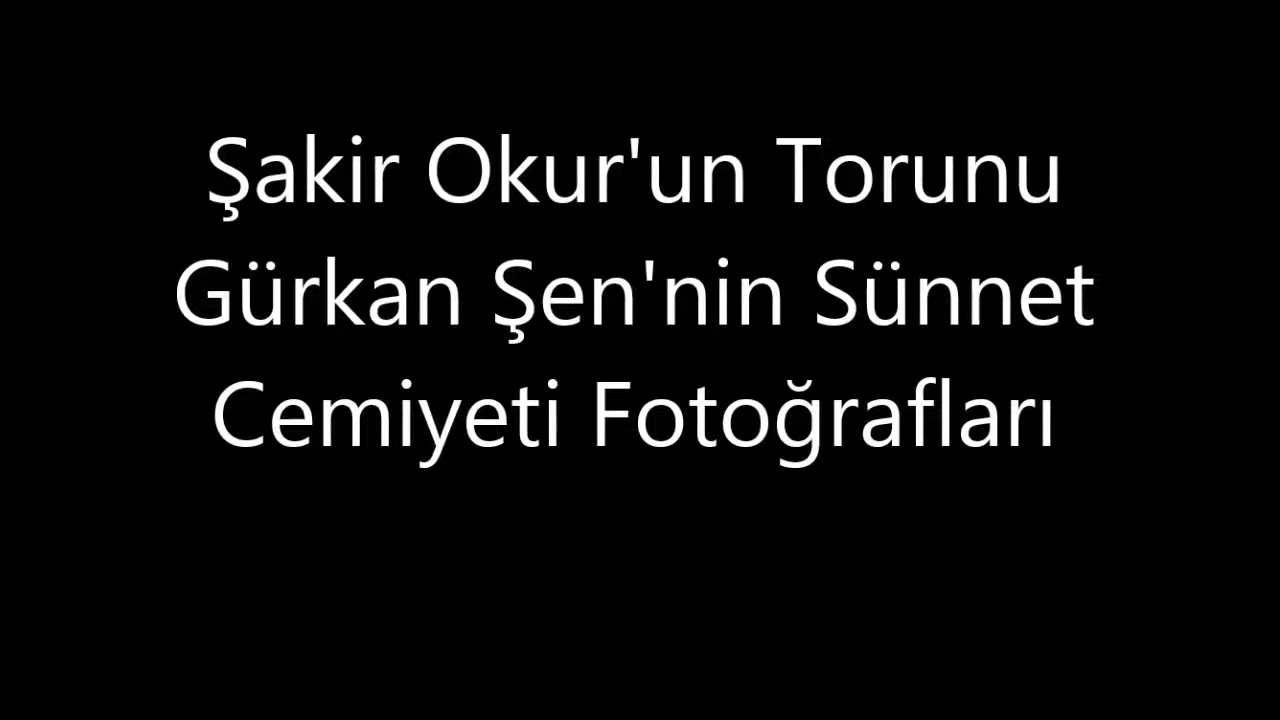 Şakir Okur'un Torunu
Gürkan Şen'nin Sünnet
Cemiyeti Fotoğrafları